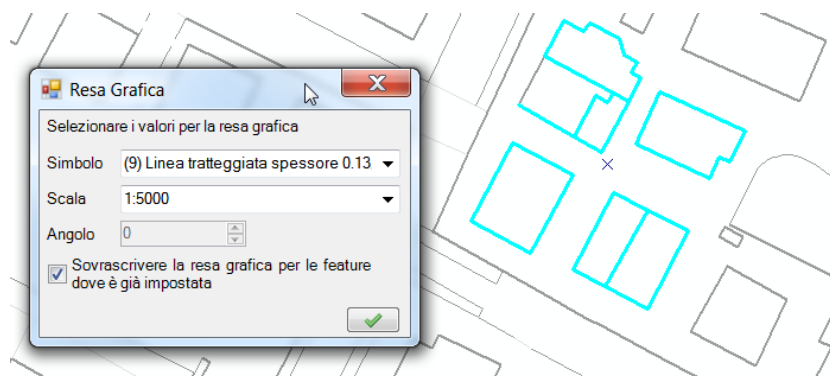 Resa Grafica
Selezionare i valori per la resa grafica
Simbolo (9) Linea tratteggiata spessore 0.13
Scala 1:5000
Angolo 0
Sovrascrivere la resa grafica per le feature
dove è già impostata